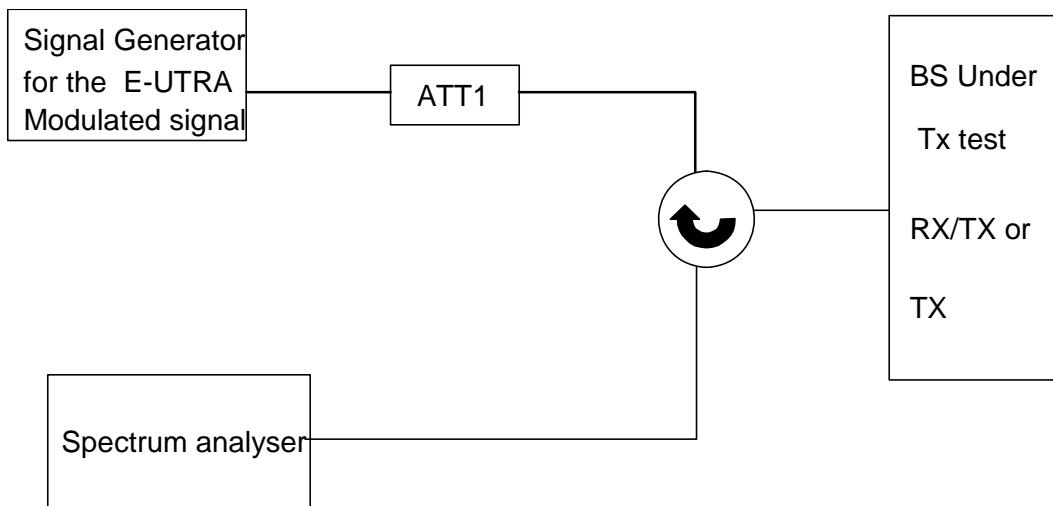 Signal Generator
for the E-UTRA
Modulated signal
ATT1
BS Under
Tx test
RX/TX or
TX
Spectrum analyser